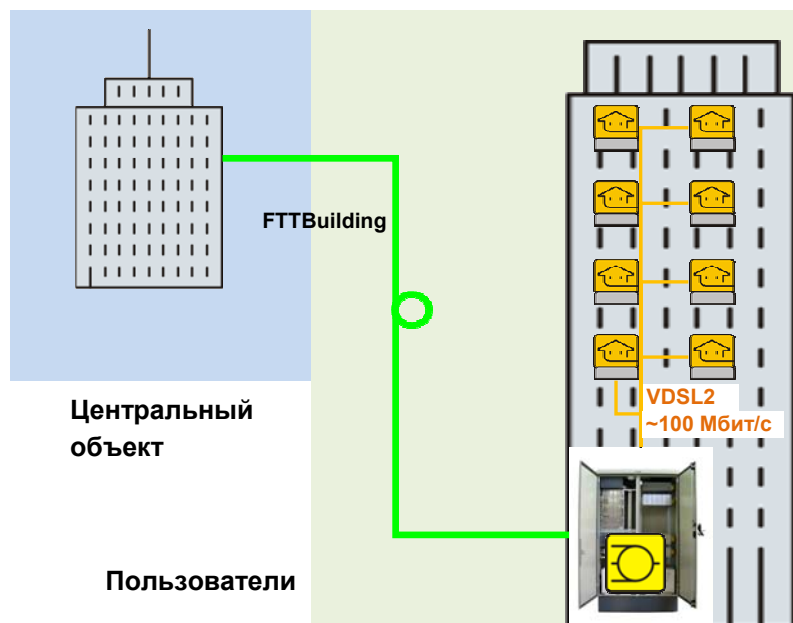 FTTBuilding
VDSL2
~100 Мбит/с
Центральный
объект
Пользователи